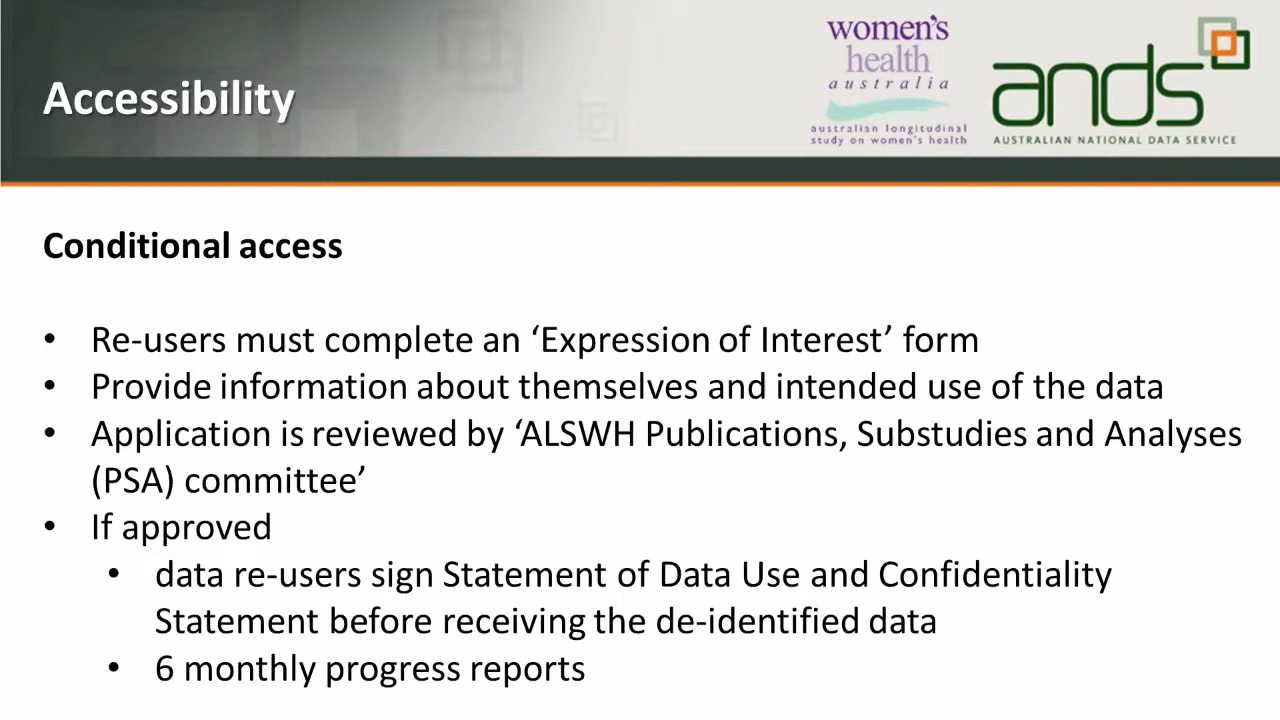 Accessibility
women's
health
australia
australian longitudinal
study on women's health
ands
AUSTRALIAN NATIONAL DATA SERVICE
Conditional access
• Re-users must complete an ‘Expression of Interest’ form
• Provide information about themselves and intended use of the data
• Application is reviewed by ‘ALSWH Publications, Substudies and Analyses
(PSA) committee’
• If approved
• data re-users sign Statement of Data Use and Confidentiality
Statement before receiving the de-identified data
• 6 monthly progress reports